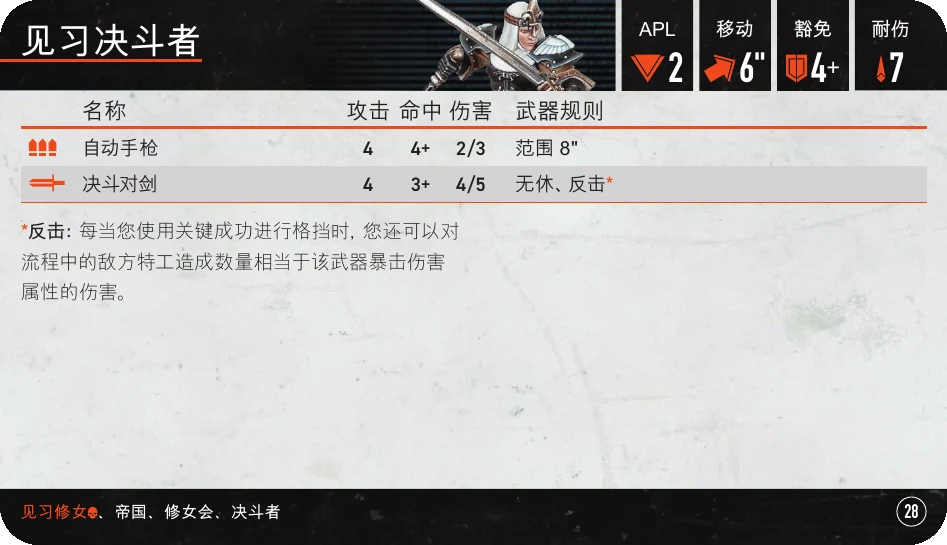 见习决斗者
APL 移动 豁免 耐伤
2 6" 4+ 7
名称 攻击 命中 伤害 武器规则
自动手枪 4 4+ 2/3 范围 8"
决斗对剑 4 3+ 4/5 无休、反击*
*反击：每当您使用关键成功进行格挡时，您还可以对
流程中的敌方特工造成数量相当于该武器暴击伤害
属性的伤害。
见习修女、帝国、修女会、决斗者
28